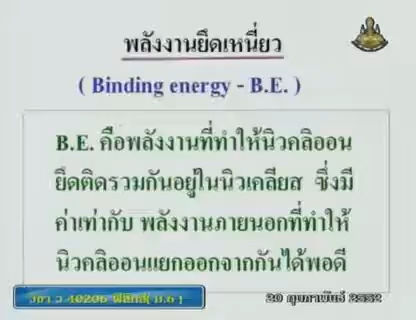 พลังงานยึดเหนี่ยว
( Binding energy - B.E. )
B.E. คือพลังงานที่ทำให้นิวคลิออน
ยึดติดรวมกันอยู่ในนิวเคลียส ซึ่งมี
ค่าเท่ากับ พลังงานภายนอกที่ทำให้
นิวคลิออนแยกออกจากกันได้พอดี
วิชา ว 40206 ฟิสิกส์( ม.6 )
20 กุมภาพันธ์ 2552